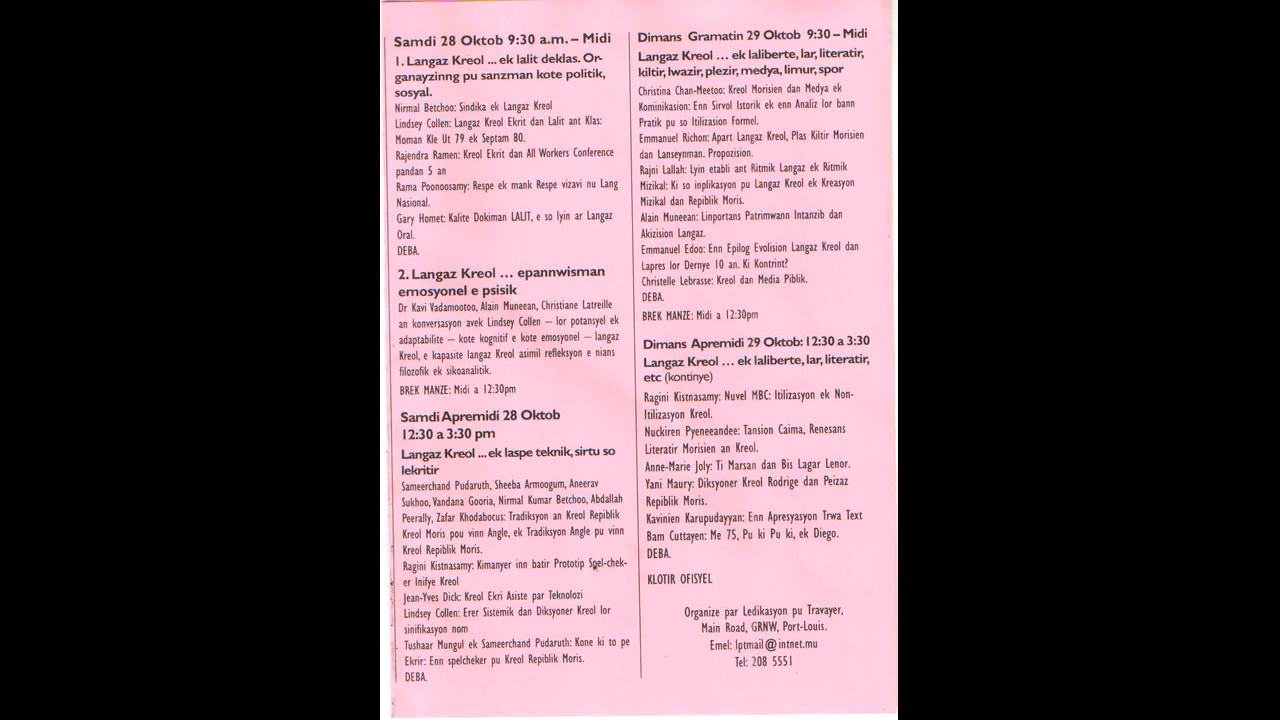 Samdi 28 Oktob 9:30 a.m. – Midi
1. Langaz Kreol ... ek lalit deklas. Or-
ganayzinng pu sanzman kote politik,
sosyal.
Nirmal Betchoo: Sindika ek Langaz Kreol
Lindsey Collen: Langaz Kreol Ekrit dan Lalit ant Klas:
Moman Kle Ut 79 ek Septam 80.
Rajendra Ramen: Kreol Ekrit dan All Workers Conference
pandan 5 an
Rama Poonoosamy: Respe ek mank Respe vizavi nu Lang
Nasional.
Gary Homet: Kalite Dokiman LALIT, e so lyin ar Langaz
Oral.
DEBA.
2. Langaz Kreol ... epannwisman
emosyonel e psisik
Dr Kavi Vadamootoo, Alain Muneean, Christiane Latreille
an konversasyon avek Lindsey Collen – lor potansyel ek
adaptabilite – kote kognitif e kote emosyonel – langaz
Kreol, e kapasite langaz Kreol asimil refleksyon e nians
filozofik ek sikoanalitik.
BREK MANZE: Midi a 12:30pm
Samdi Apremidi 28 Oktob
12:30 a 3:30 pm
Langaz Kreol ... ek laspe teknik, sirtu so
lekritir
Sameerchand Pudaruth, Sheeba Armoogum, Aneerav
Sukhoo, Vandana Gooria, Nirmal Kumar Betchoo, Abdallah
Peerally, Zafar Khodabocus: Tradiksyon an Kreol Repiblik
Kreol Moris pou vinn Angle, ek Tradiksyon Angle pu vinn
Kreol Repiblik Moris.
Ragini Kistnasamy: Kimanyer inn batir Prototip Spel-chek-
er Inifye Kreol
Jean-Yves Dick: Kreol Ekri Asiste par Teknolozi
Lindsey Collen: Erer Sistemik dan Diksyoner Kreol lor
sinifikasyon nom
Tushaar Mungul ek Sameerchand Pudaruth: Kone ki to pe
Ekrir: Enn spelcheker pu Kreol Repiblik Moris.
DEBA.
Dimans Gramatin 29 Oktob 9:30 – Midi
Langaz Kreol ... ek laliberte, lar, literatir,
kiltir, lwazir, plezir, medya, limur, spor
Christina Chan-Meetoo: Kreol Morisien dan Medya ek
Kominikasion: Enn Sirvol Istorik ek enn Analiz lor bann
Pratik pu so Itilizasion Formel.
Emmanuel Richon: Apart Langaz Kreol, Plas Kiltir Morisien
dan Lanseynman. Propozision.
Rajni Lallah: Lyin etabli ant Ritmik Langaz ek Ritmik
Mizikal: Ki so inplikasion pu Langaz Kreol ek Kreasyon
Mizikal dan Repiblik Moris.
Alain Muneean: Linportans Patrimwann Intanzib dan
Akizision Langaz.
Emmanuel Edoo: Enn Epilog Evolision Langaz Kreol dan
Lapres lor Dernye 10 an. Ki Kontrint?
Christelle Lebrasse: Kreol dan Media Piblik.
DEBA.
BREK MANZE: Midi a 12:30pm
Dimans Apremidi 29 Oktob: 12:30 a 3:30
Langaz Kreol ... ek laliberte, lar, literatir,
etc (kontinye)
Ragini Kistnasamy: Nuvel MBC: Itilizasyon ek Non-
Itilizasyon Kreol.
Nuckiren Pyeneeandee: Tansion Caima, Renesans
Literatir Morisien an Kreol.
Anne-Marie Joly: Ti Marsan dan Bis Lagar Lenor.
Yani Maury: Diksyoner Kreol Rodrige dan Peizaz
Repiblik Moris.
Kavinien Karupudayyan: Enn Apresyasyon Trwa Text
Bam Cuttayen: Me 75, Pu ki Pu ki, ek Diego.
DEBA.
KLOTIR OFISYEL
Organize par Ledikasyon pu Travayer,
Main Road, GRNW, Port-Louis.
Emel: lptmail@intnet.mu
Tel: 208 5551